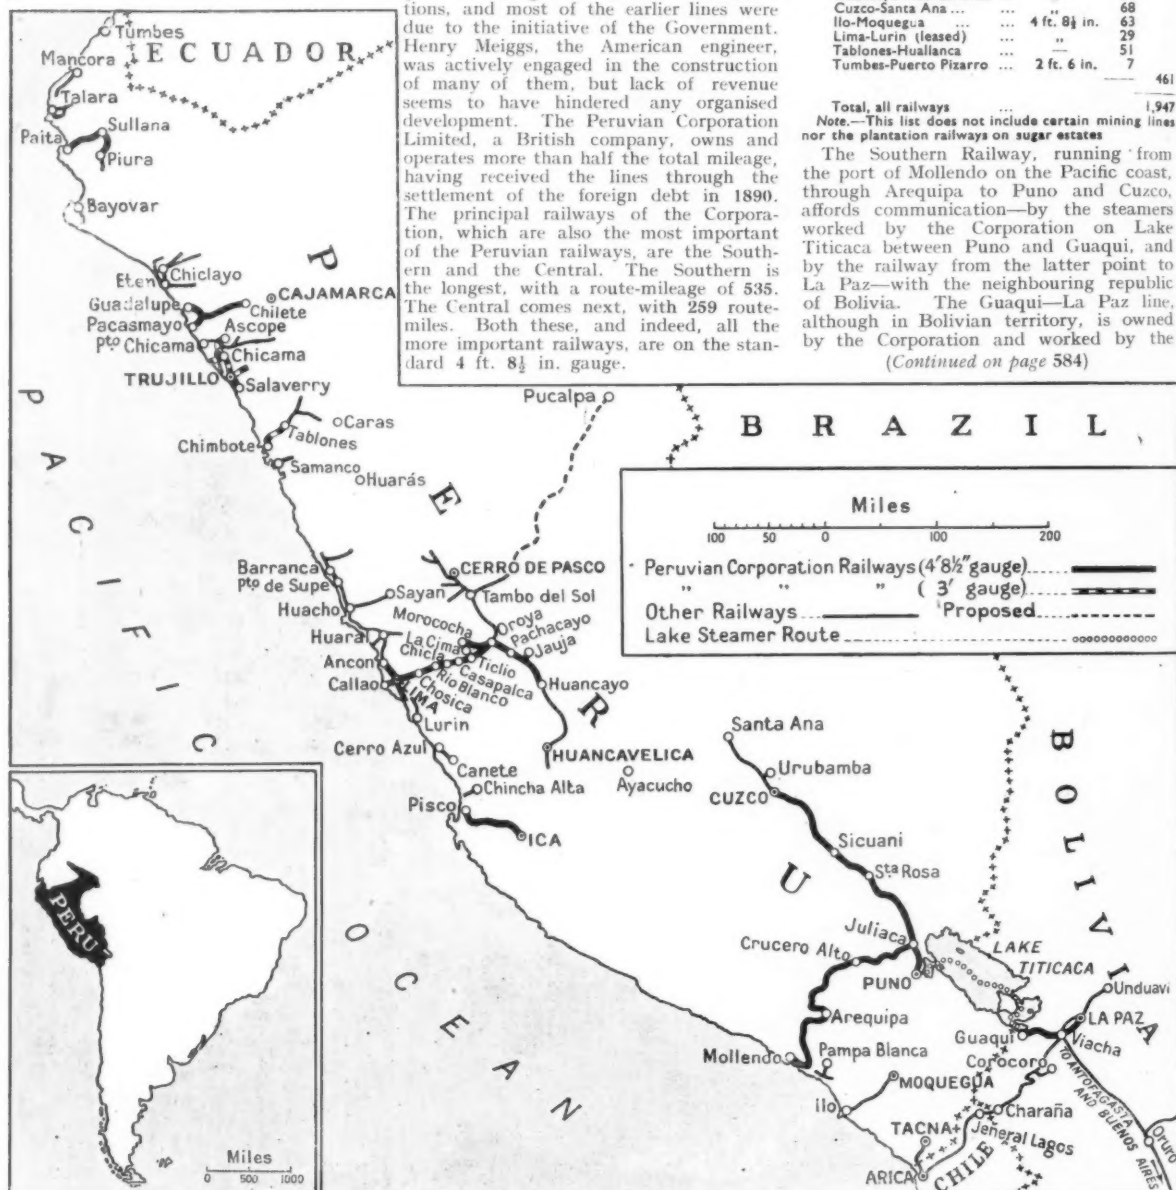 tions, and most of the earlier lines were
due to the initiative of the Government.
Henry Meiggs, the American engineer,
was actively engaged in the construction
of many of them, but lack of revenue
seems to have hindered any organised
development. The Peruvian Corporation
Limited, a British company, owns and
operates more than half the total mileage,
having received the lines through the
settlement of the foreign debt in 1890.
The principal railways of the Corpora-
tion, which are also the most important
of the Peruvian railways, are the South-
ern and the Central. The Southern is
the longest, with a route-mileage of 535.
The Central comes next, with 259 route-
miles. Both these, and indeed, all the
more important railways, are on the stan-
dard 4 ft. 8½ in. gauge.
Cuzco-Santa Ana ... ... „ 68
Ilo-Moquegua ... ... 4 ft. 8½ in. 63
Lima-Lurin (leased) ... „ 29
Tablones-Huallanca ... — 51
Tumbes-Puerto Pizarro ... 2 ft. 6 in. 7
461
Total, all railways ... 1,947
Note.—This list does not include certain mining lines
nor the plantation railways on sugar estates
The Southern Railway, running from
the port of Mollendo on the Pacific coast,
through Arequipa to Puno and Cuzco,
affords communication—by the steamers
worked by the Corporation on Lake
Titicaca between Puno and Guaqui, and
by the railway from the latter point to
La Paz—with the neighbouring republic
of Bolivia. The Guaqui—La Paz line,
although in Bolivian territory, is owned
by the Corporation and worked by the
(Continued on page 584)
Tumbes
ECUADOR
Mancora
Talara
Sullana
Paita
Piura
Bayovar
Chiclayo
Eten
Guadalupe
CAJAMARCA
Chilete
Pacasmayo
Ascope
Pto Chicama
Chicama
TRUJILLO
Salaverry
Caras
Tablones
Chimbote
Samanco
Huarás
Pucalpa
BRAZIL
PERU
PACIFIC
OCEAN
Miles
100 50 0 100 200
Peruvian Corporation Railways (4'8½" gauge)
„ „ „ (3' gauge)
Other Railways Proposed
Lake Steamer Route
Barranca
Pto de Supe
CERRO DE PASCO
Sayan
Tambo del Sol
Huacho
Morococha
Oroya
Pachacayo
Huaral
La Cima
Jauja
Chicla
Ticlio
Ancon
Casapalca
Rio Blanco
Callao
LIMA
Chosica
Huancayo
Lurin
Cerro Azul
HUANCAVELICA
Canete
Ayacucho
Chincha Alta
Pisco
ICA
Santa Ana
Urubamba
CUZCO
Sicuani
Sta Rosa
BOLIVIA
Juliaca
LAKE
TITICACA
Crucero Alto
PUNO
Unduavi
Arequipa
LA PAZ
Guaqui
Viacha
Mollendo
Pampa Blanca
Corocoro
MOQUEGUA
TO ANTOFAGASTA
AND BUENOS AIRES
Ilo
Charaña
TACNA
Jeneral Lagos
Oruro
ARICA
CHILE
PERU
Miles
0 500 1000